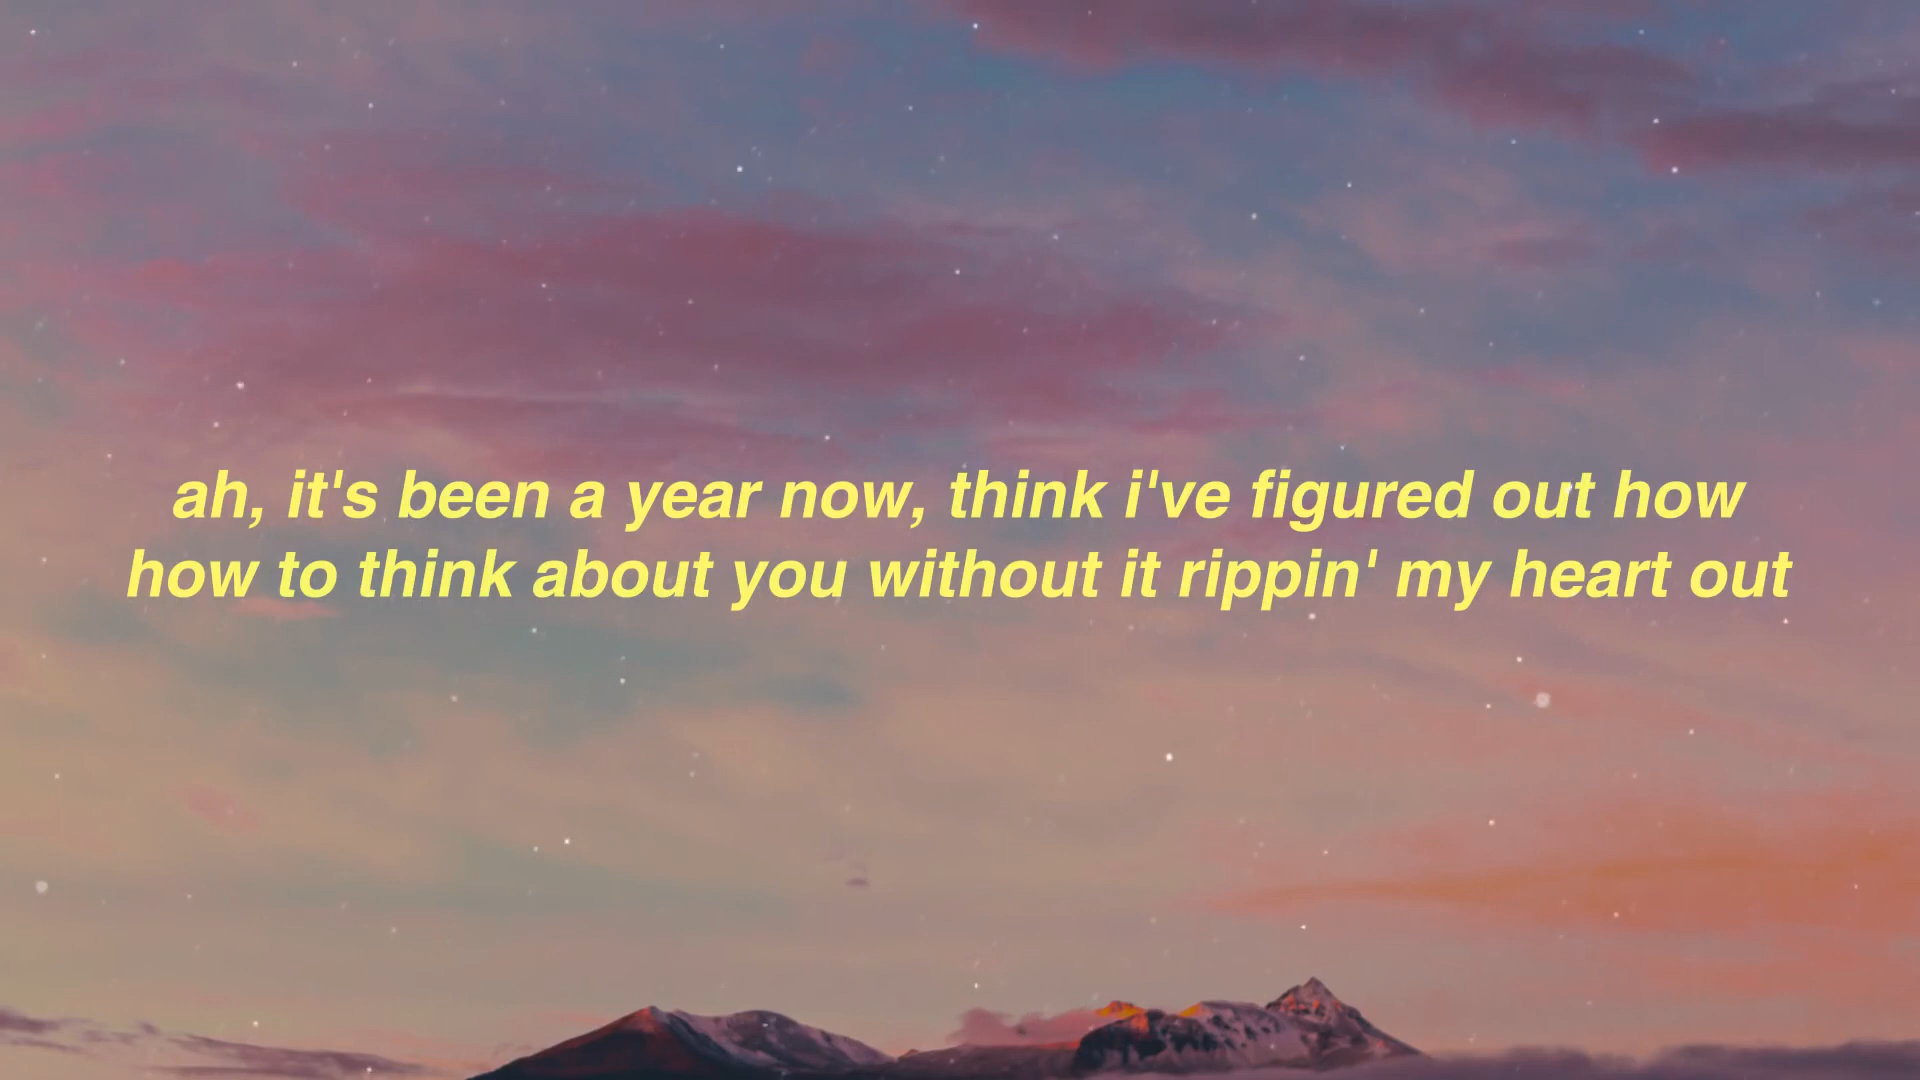 ah, it's been a year now, think i've figured out how
how to think about you without it rippin' my heart out